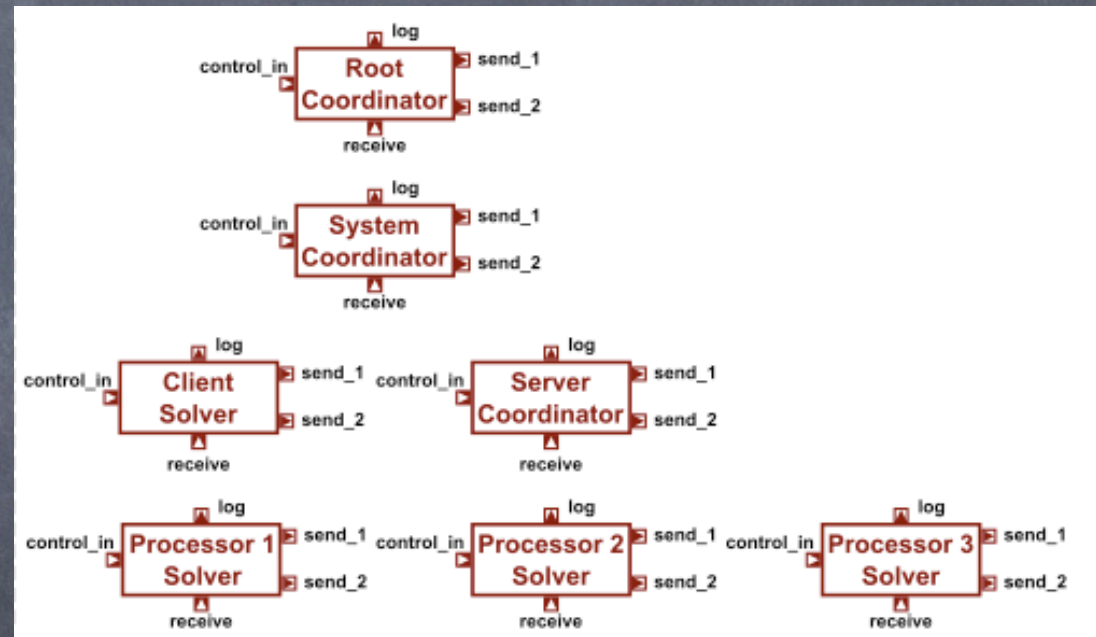 log
control_in
Root
Coordinator
send_1
send_2
receive
log
control_in
System
Coordinator
send_1
send_2
receive
log
control_in
Client
Solver
send_1
send_2
receive
log
control_in
Server
Coordinator
send_1
send_2
receive
log
control_in
Processor 1
Solver
send_1
send_2
receive
log
control_in
Processor 2
Solver
send_1
send_2
receive
log
control_in
Processor 3
Solver
send_1
send_2
receive